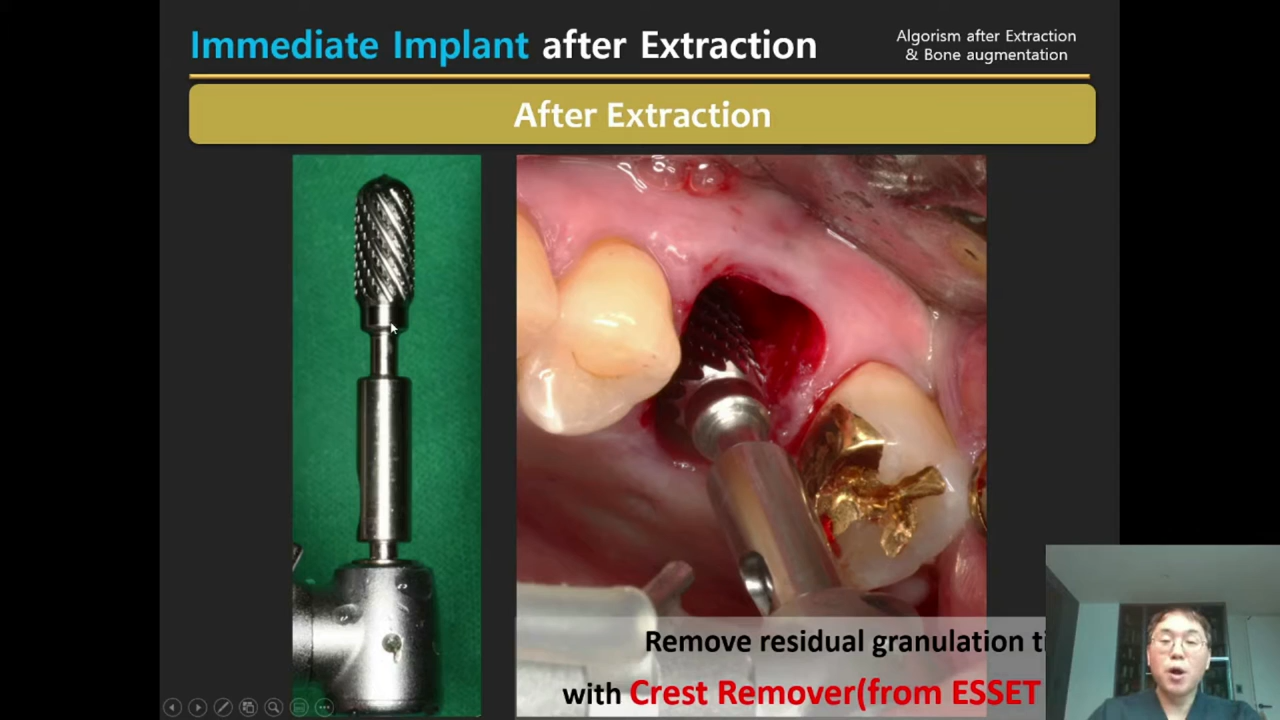 Immediate Implant after Extraction
Algorism after Extraction
& Bone augmentation
After Extraction
Remove residual granulation ti
with Crest Remover(from ESSET